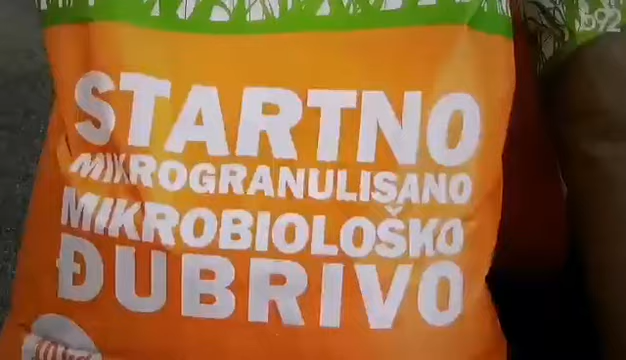 b92
STARTNO
MIKROGRANULISANO
MIKROBIOLOŠKO
ĐUBRIVO